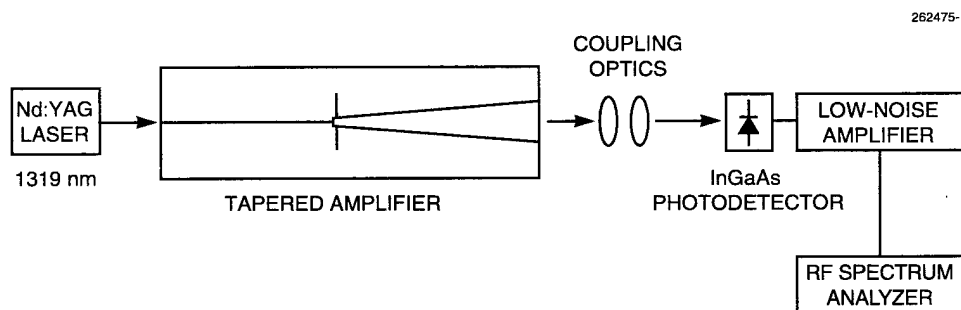 262475-
COUPLING
OPTICS
Nd:YAG
LASER
LOW-NOISE
AMPLIFIER
1319 nm
TAPERED AMPLIFIER
InGaAs
PHOTODETECTOR
RF SPECTRUM
ANALYZER